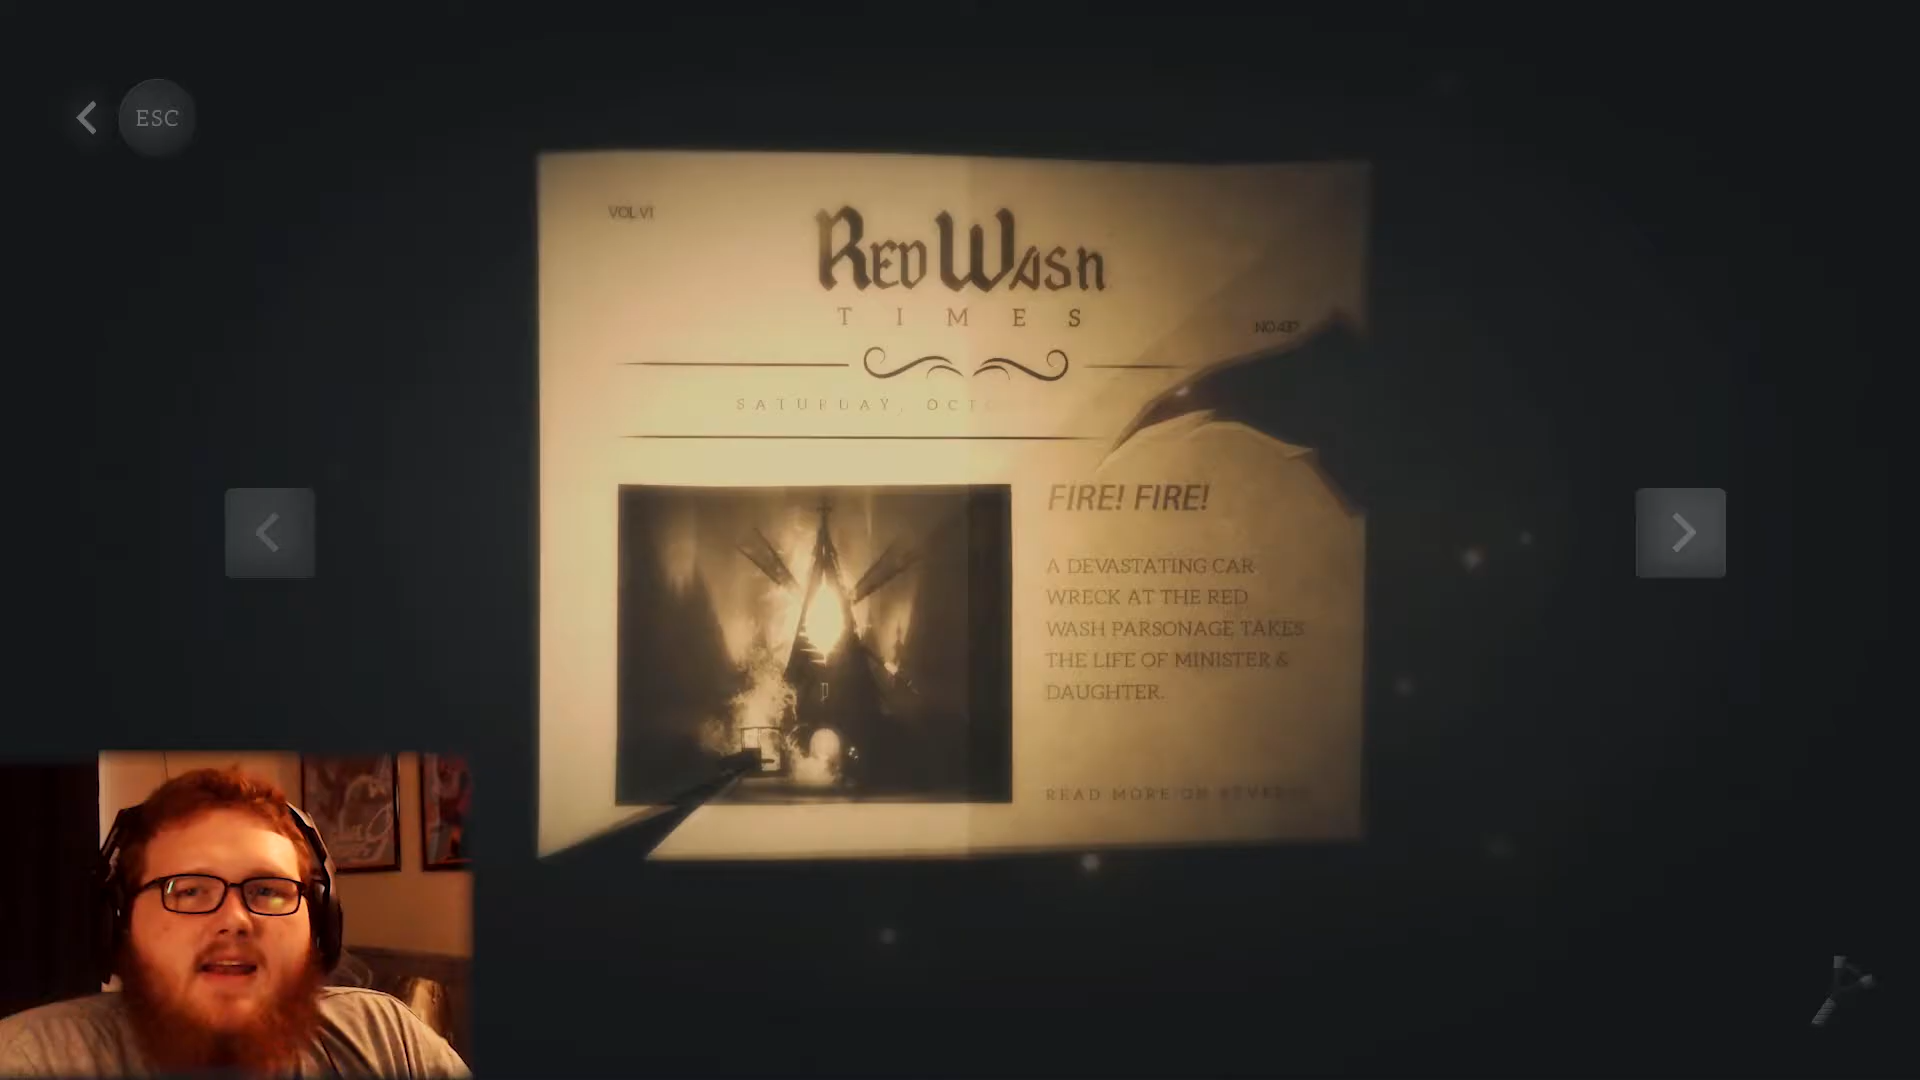 ESC
VOL VI
RED WASH
TIMES
NO.437
SATURDAY, OCTO
FIRE! FIRE!
A DEVASTATING CAR
WRECK AT THE RED
WASH PARSONAGE TAKES
THE LIFE OF MINISTER &
DAUGHTER.
READ MORE ON